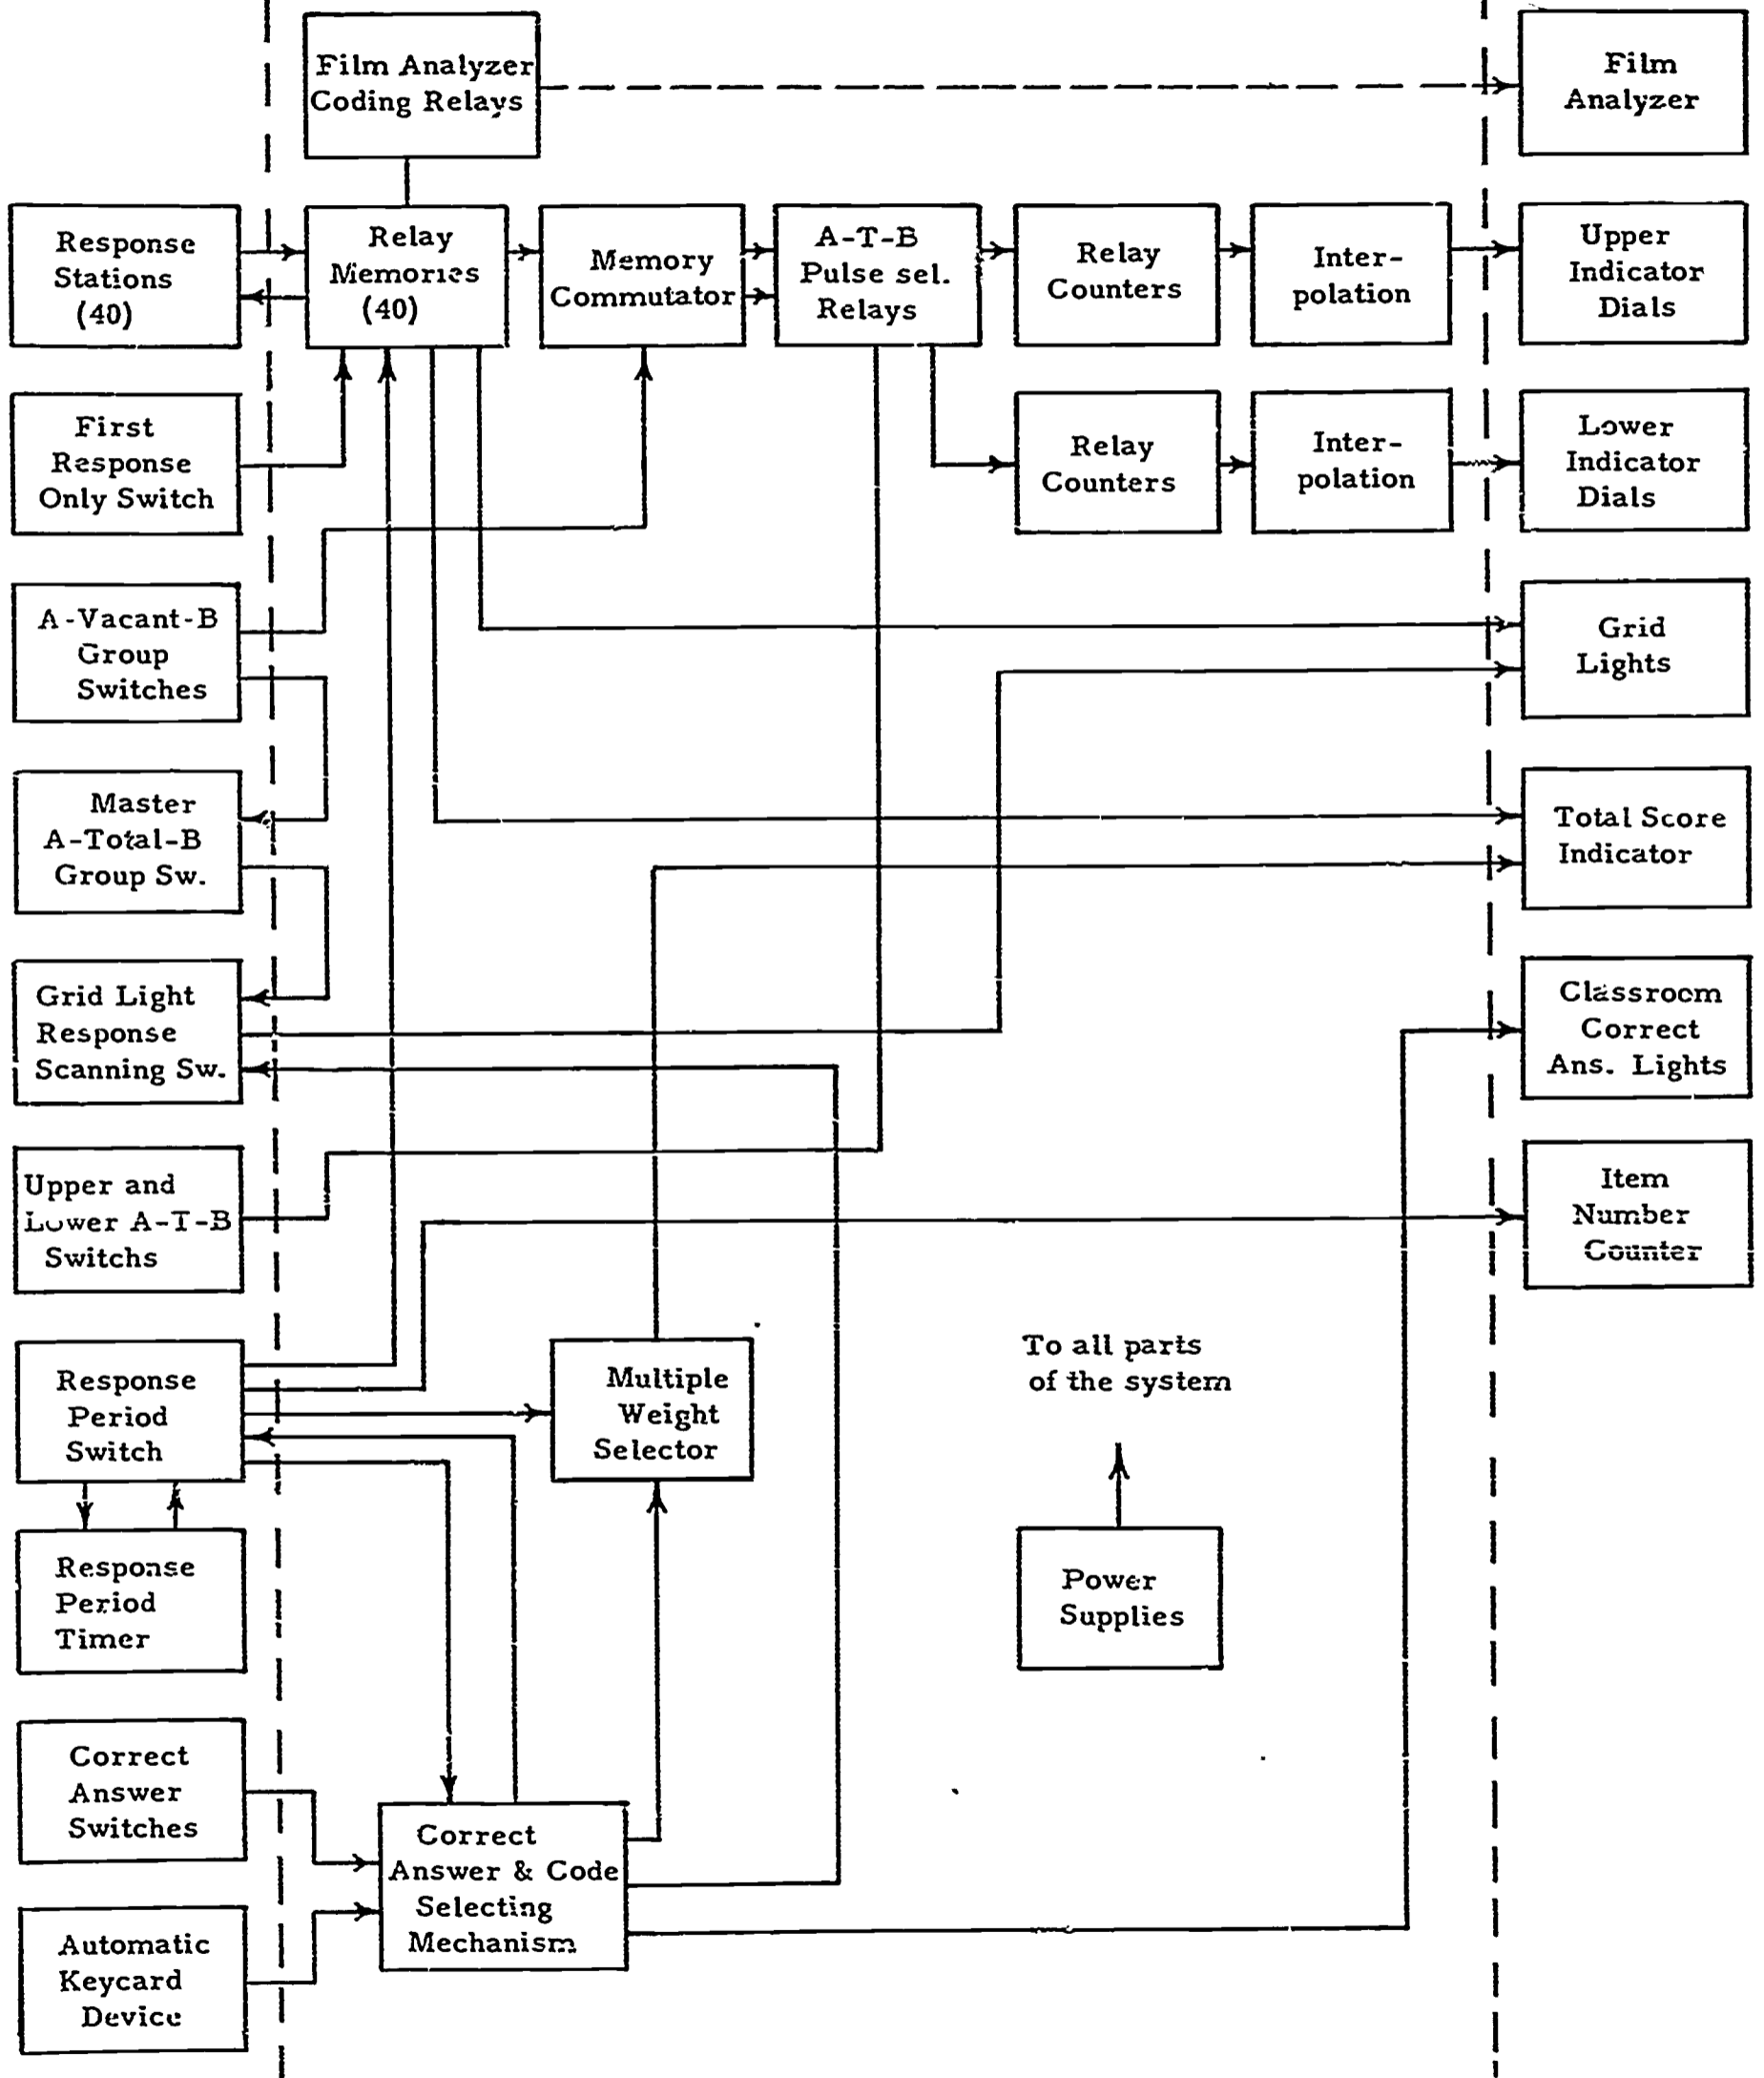 Film Analyzer
Coding Relays
Film
Analyzer
Response
Stations
(40)
Relay
Memories
(40)
Memory
Commutator
A-T-B
Pulse sel.
Relays
Relay
Counters
Inter-
polation
Upper
Indicator
Dials
First
Response
Only Switch
Relay
Counters
Inter-
polation
Lower
Indicator
Dials
A-Vacant-B
Group
Switches
Grid
Lights
Master
A-Total-B
Group Sw.
Total Score
Indicator
Grid Light
Response
Scanning Sw.
Classroom
Correct
Ans. Lights
Upper and
Lower A-T-B
Switchs
Item
Number
Counter
Response
Period
Switch
Multiple
Weight
Selector
To all parts
of the system
Response
Period
Timer
Power
Supplies
Correct
Answer
Switches
Correct
Answer & Code
Selecting
Mechanism
Automatic
Keycard
Device